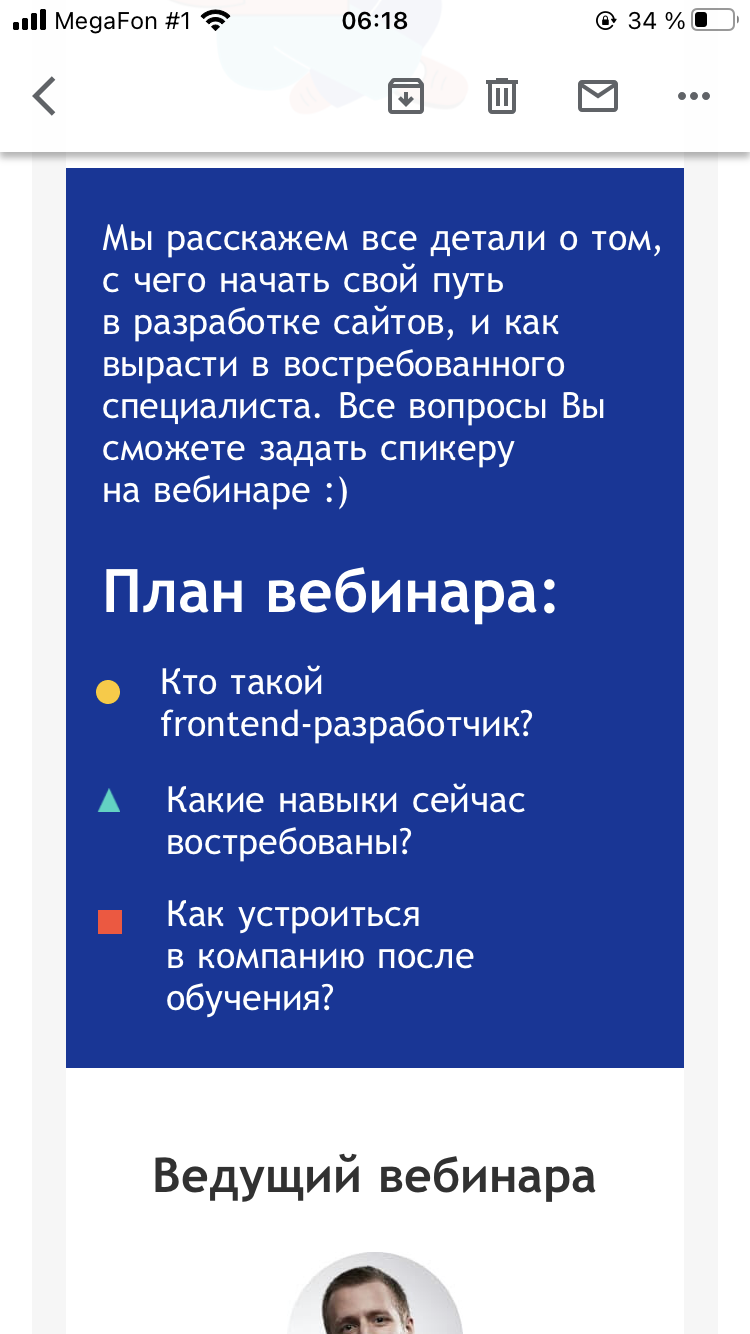 MegaFon #1 06:18 34 %
Мы расскажем все детали о том,
с чего начать свой путь
в разработке сайтов, и как
вырасти в востребованного
специалиста. Все вопросы Вы
сможете задать спикеру
на вебинаре :)
План вебинара:
Кто такой
frontend-разработчик?
Какие навыки сейчас
востребованы?
Как устроиться
в компанию после
обучения?
Ведущий вебинара